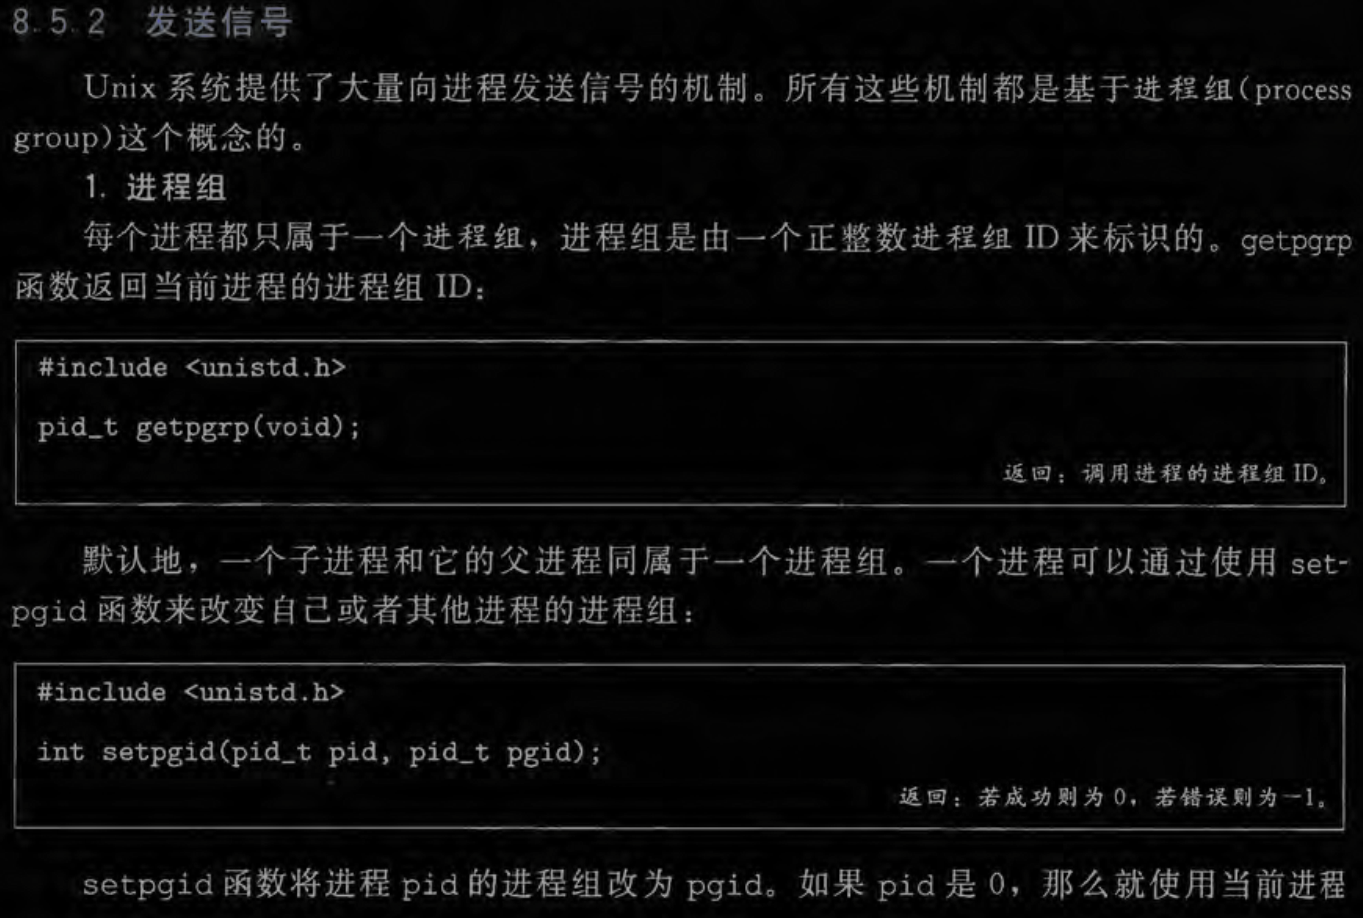 8.5.2 发送信号
Unix 系统提供了大量向进程发送信号的机制。所有这些机制都是基于进程组(process
group)这个概念的。
1. 进程组
每个进程都只属于一个进程组，进程组是由一个正整数进程组 ID 来标识的。getpgrp
函数返回当前进程的进程组 ID：
#include <unistd.h>
pid_t getpgrp(void);
返回：调用进程的进程组 ID。
默认地，一个子进程和它的父进程同属于一个进程组。一个进程可以通过使用 set-
pgid 函数来改变自己或者其他进程的进程组：
#include <unistd.h>
int setpgid(pid_t pid, pid_t pgid);
返回：若成功则为 0，若错误则为－1。
setpgid 函数将进程 pid 的进程组改为 pgid。如果 pid 是 0，那么就使用当前进程